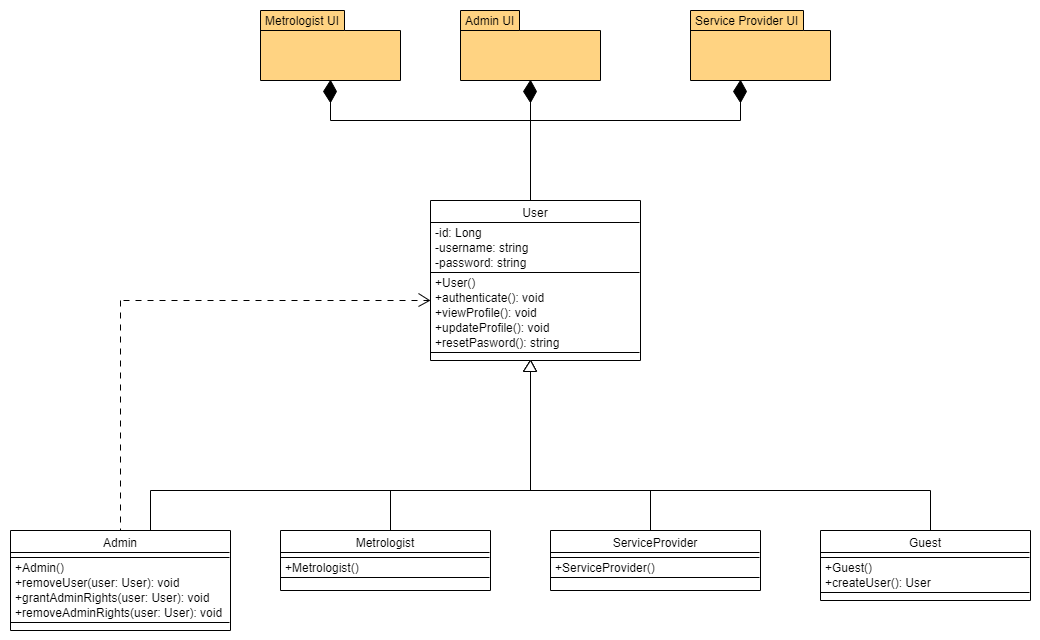 Metrologist UI
Admin UI
Service Provider UI
User
-id: Long
-username: string
-password: string
+User()
+authenticate(): void
+viewProfile(): void
+updateProfile(): void
+resetPasword(): string
Admin
+Admin()
+removeUser(user: User): void
+grantAdminRights(user: User): void
+removeAdminRights(user: User): void
Metrologist
+Metrologist()
ServiceProvider
+ServiceProvider()
Guest
+Guest()
+createUser(): User